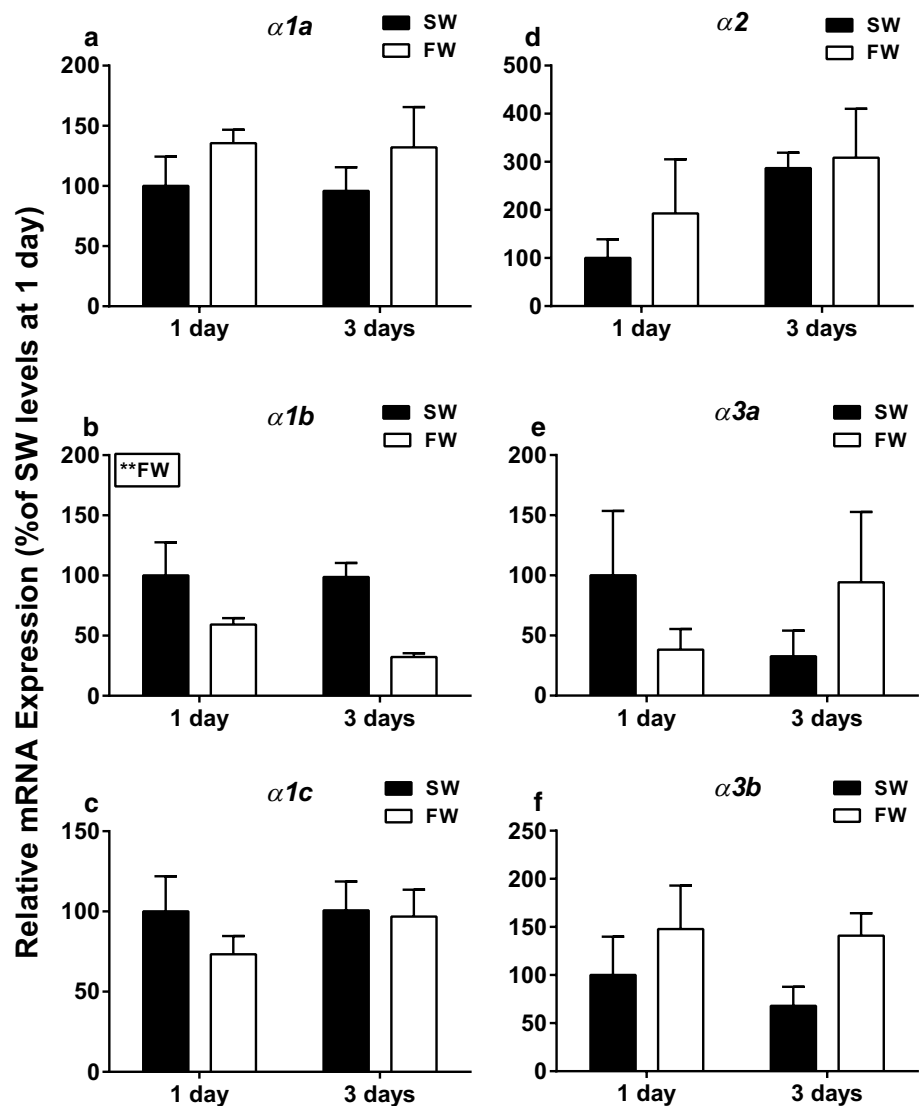 Relative mRNA Expression (%of SW levels at 1 day)
a
α1a
SW
FW
200
150
100
50
0
1 day
3 days
b
α1b
SW
FW
**FW
200
150
100
50
0
1 day
3 days
c
α1c
SW
FW
150
100
50
0
1 day
3 days
d
α2
SW
FW
500
400
300
200
100
0
1 day
3 days
e
α3a
SW
FW
200
150
100
50
0
1 day
3 days
f
α3b
SW
FW
250
200
150
100
50
0
1 day
3 days